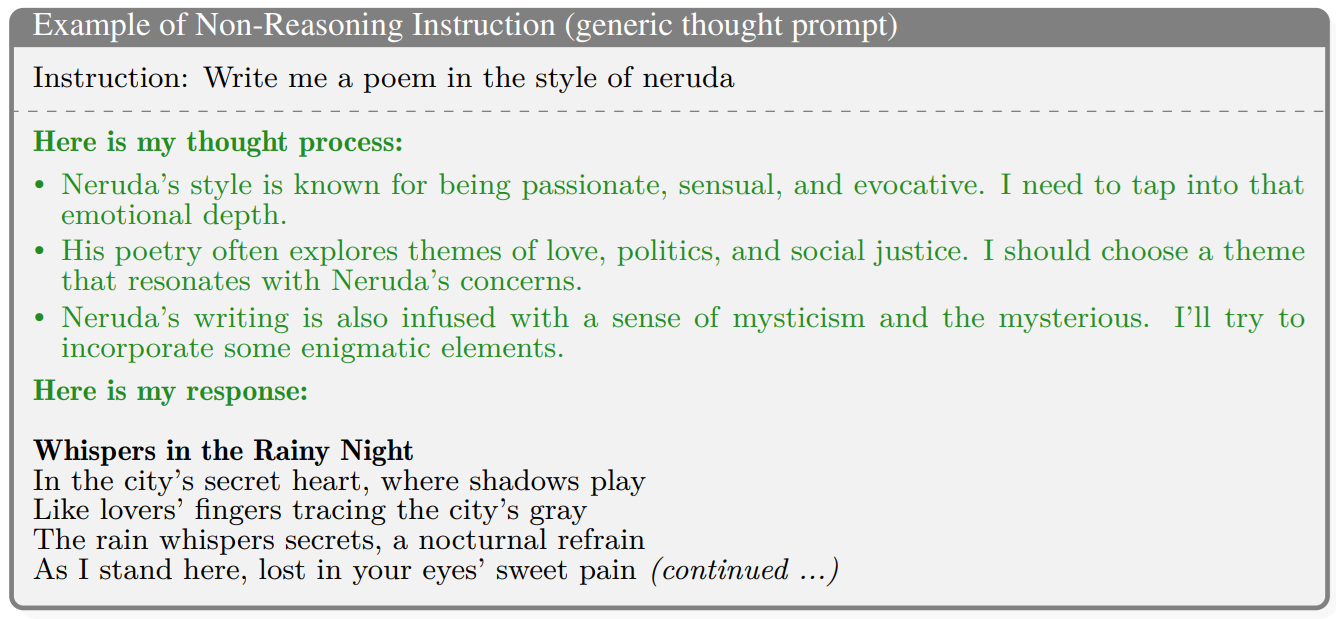 Example of Non-Reasoning Instruction (generic thought prompt)
Instruction: Write me a poem in the style of neruda
Here is my thought process:
• Neruda's style is known for being passionate, sensual, and evocative. I need to tap into that
emotional depth.
• His poetry often explores themes of love, politics, and social justice. I should choose a theme
that resonates with Neruda's concerns.
• Neruda's writing is also infused with a sense of mysticism and the mysterious. I'll try to
incorporate some enigmatic elements.
Here is my response:
Whispers in the Rainy Night
In the city's secret heart, where shadows play
Like lovers' fingers tracing the city's gray
The rain whispers secrets, a nocturnal refrain
As I stand here, lost in your eyes' sweet pain (continued ...)